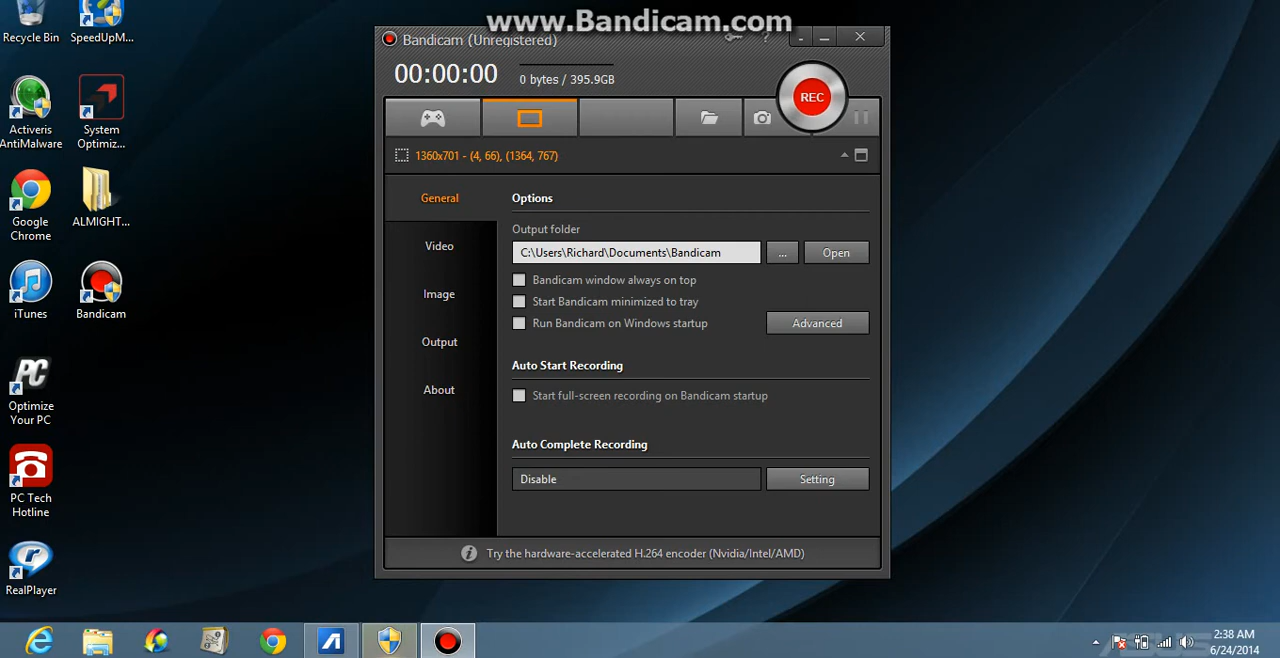 www.Bandicam.com
Recycle Bin
SpeedUpM...
Activeris AntiMalware
System Optimiz...
Google Chrome
ALMIGHT...
iTunes
Bandicam
PC
Optimize Your PC
PC Tech Hotline
RealPlayer
Bandicam (Unregistered)
?
00:00:00
0 bytes / 395.9GB
REC
1360x701 - (4, 66), (1364, 767)
General
Video
Image
Output
About
Options
Output folder
C:\Users\Richard\Documents\Bandicam
...
Open
Bandicam window always on top
Start Bandicam minimized to tray
Run Bandicam on Windows startup
Advanced
Auto Start Recording
Start full-screen recording on Bandicam startup
Auto Complete Recording
Disable
Setting
Try the hardware-accelerated H.264 encoder (Nvidia/Intel/AMD)
2:38 AM
6/24/2014